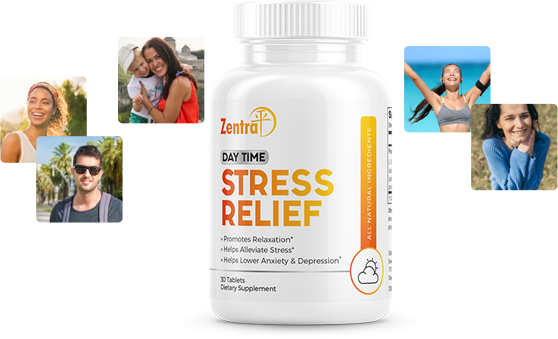 Zentra
DAY TIME
STRESS
RELIEF
› Promotes Relaxation*
› Helps Alleviate Stress*
› Helps Lower Anxiety & Depression*
30 Tablets
Dietary Supplement
ALL NATURAL INGREDIENTS